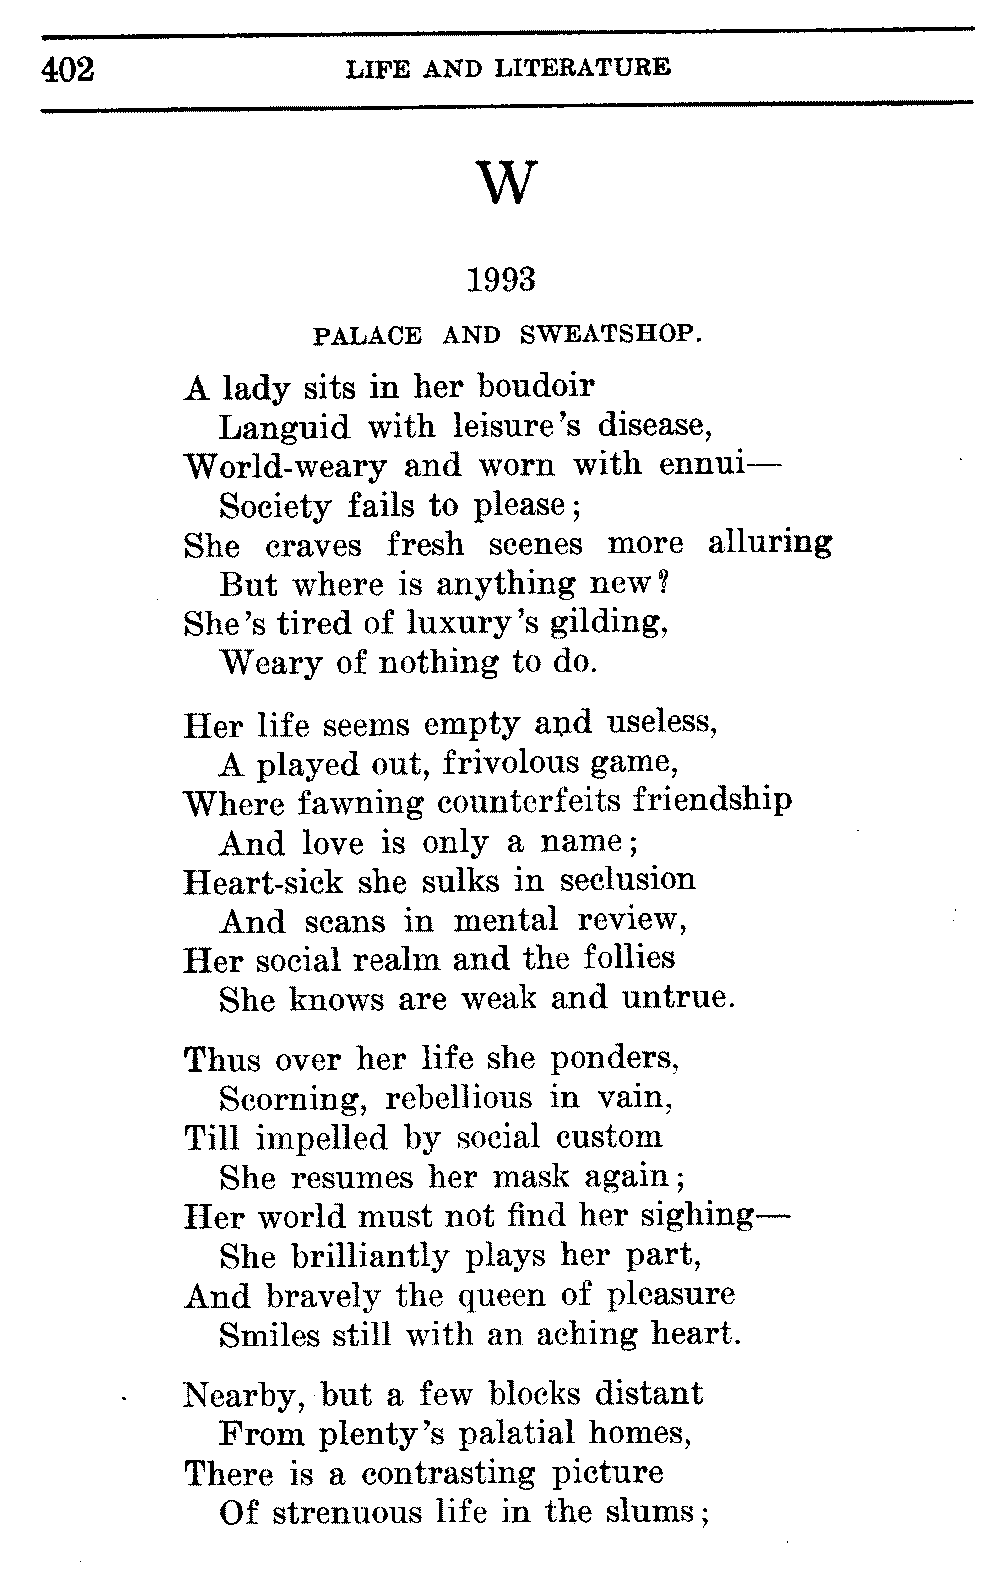 402 LIFE AND LITERATURE
W
1993
PALACE AND SWEATSHOP.
A lady sits in her boudoir
Languid with leisure's disease,
World-weary and worn with ennui—
Society fails to please;
She craves fresh scenes more alluring
But where is anything new?
She's tired of luxury's gilding,
Weary of nothing to do.
Her life seems empty and useless,
A played out, frivolous game,
Where fawning counterfeits friendship
And love is only a name;
Heart-sick she sulks in seclusion
And scans in mental review,
Her social realm and the follies
She knows are weak and untrue.
Thus over her life she ponders,
Scorning, rebellious in vain,
Till impelled by social custom
She resumes her mask again;
Her world must not find her sighing—
She brilliantly plays her part,
And bravely the queen of pleasure
Smiles still with an aching heart.
Nearby, but a few blocks distant
From plenty's palatial homes,
There is a contrasting picture
Of strenuous life in the slums;